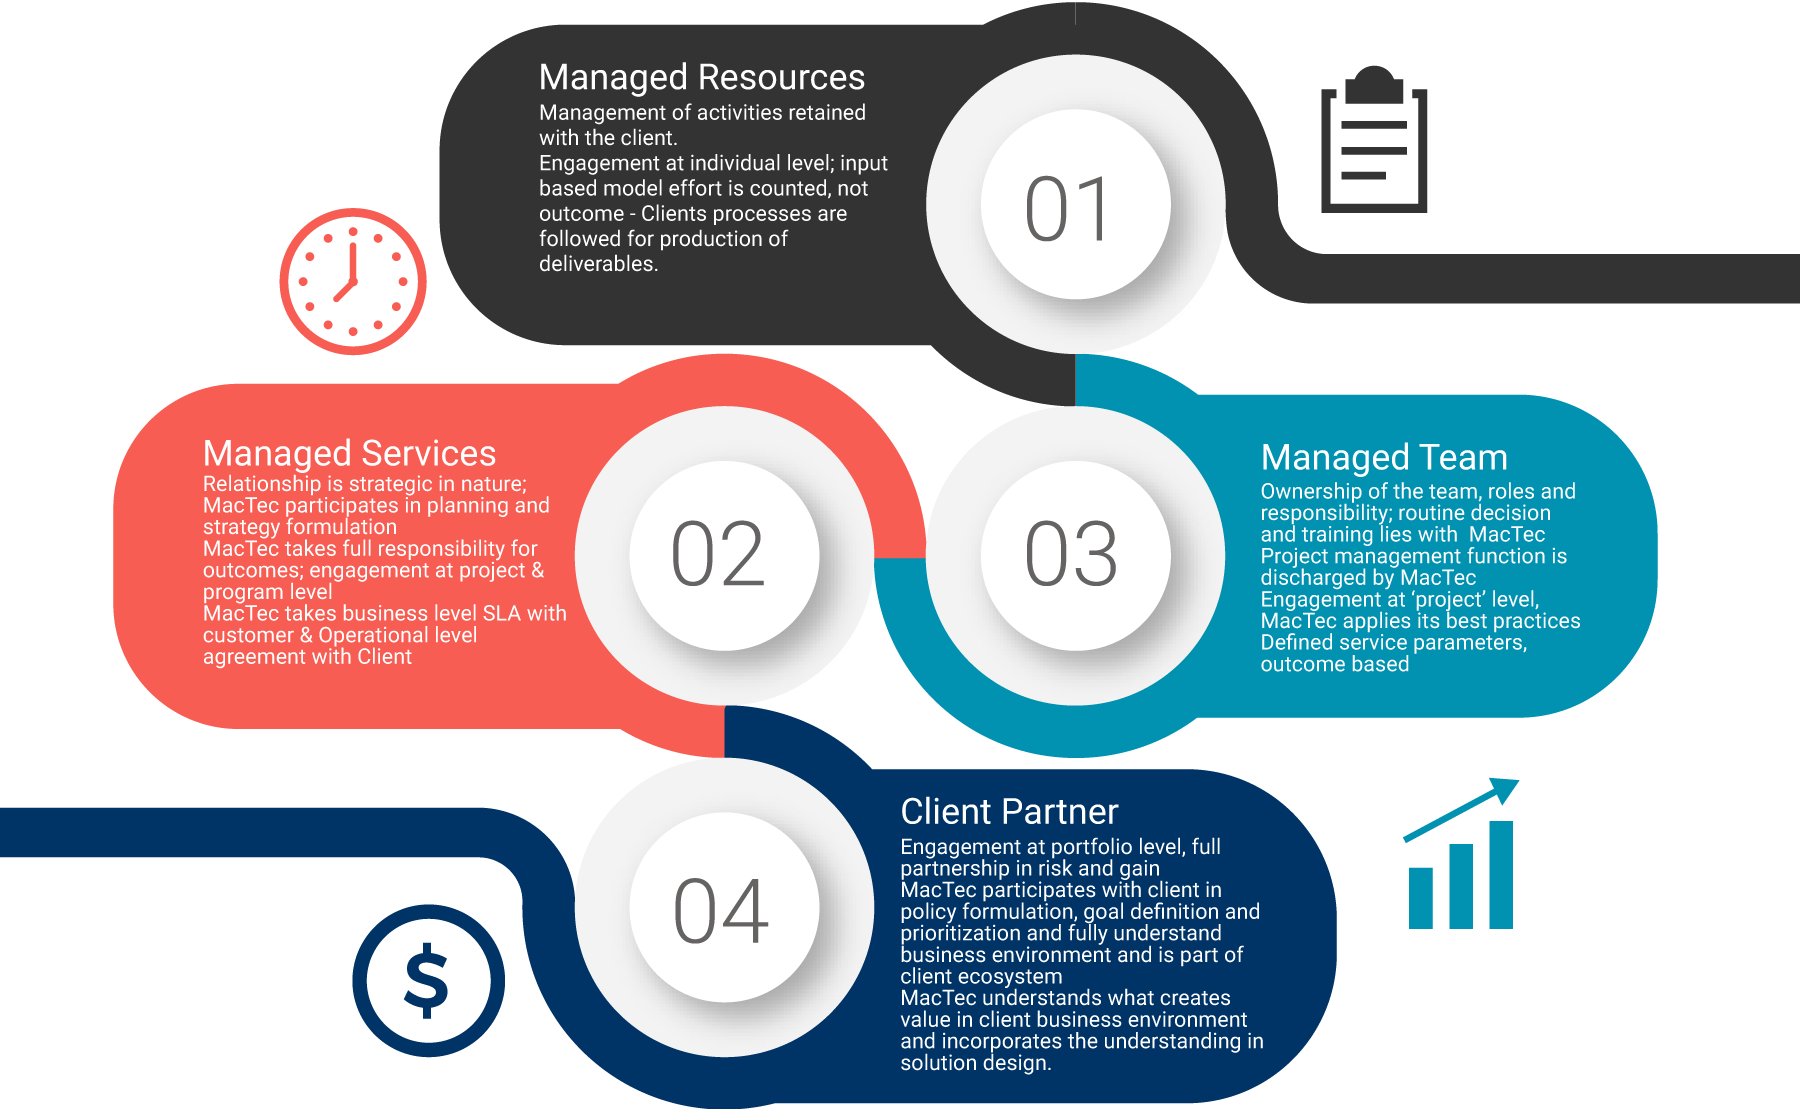 Managed Resources
Management of activities retained
with the client.
Engagement at individual level; input
based model effort is counted, not
outcome - Clients processes are
followed for production of
deliverables.
01
Managed Services
Relationship is strategic in nature;
MacTec participates in planning and
strategy formulation
MacTec takes full responsibility for
outcomes; engagement at project &
program level
MacTec takes business level SLA with
customer & Operational level
agreement with Client
02
03
Managed Team
Ownership of the team, roles and
responsibility; routine decision
and training lies with  MacTec
Project management function is
discharged by MacTec
Engagement at ‘project’ level,
MacTec applies its best practices
Defined service parameters,
outcome based
04
Client Partner
Engagement at portfolio level, full
partnership in risk and gain
MacTec participates with client in
policy formulation, goal definition and
prioritization and fully understand
business environment and is part of
client ecosystem
MacTec understands what creates
value in client business environment
and incorporates the understanding in
solution design.
$